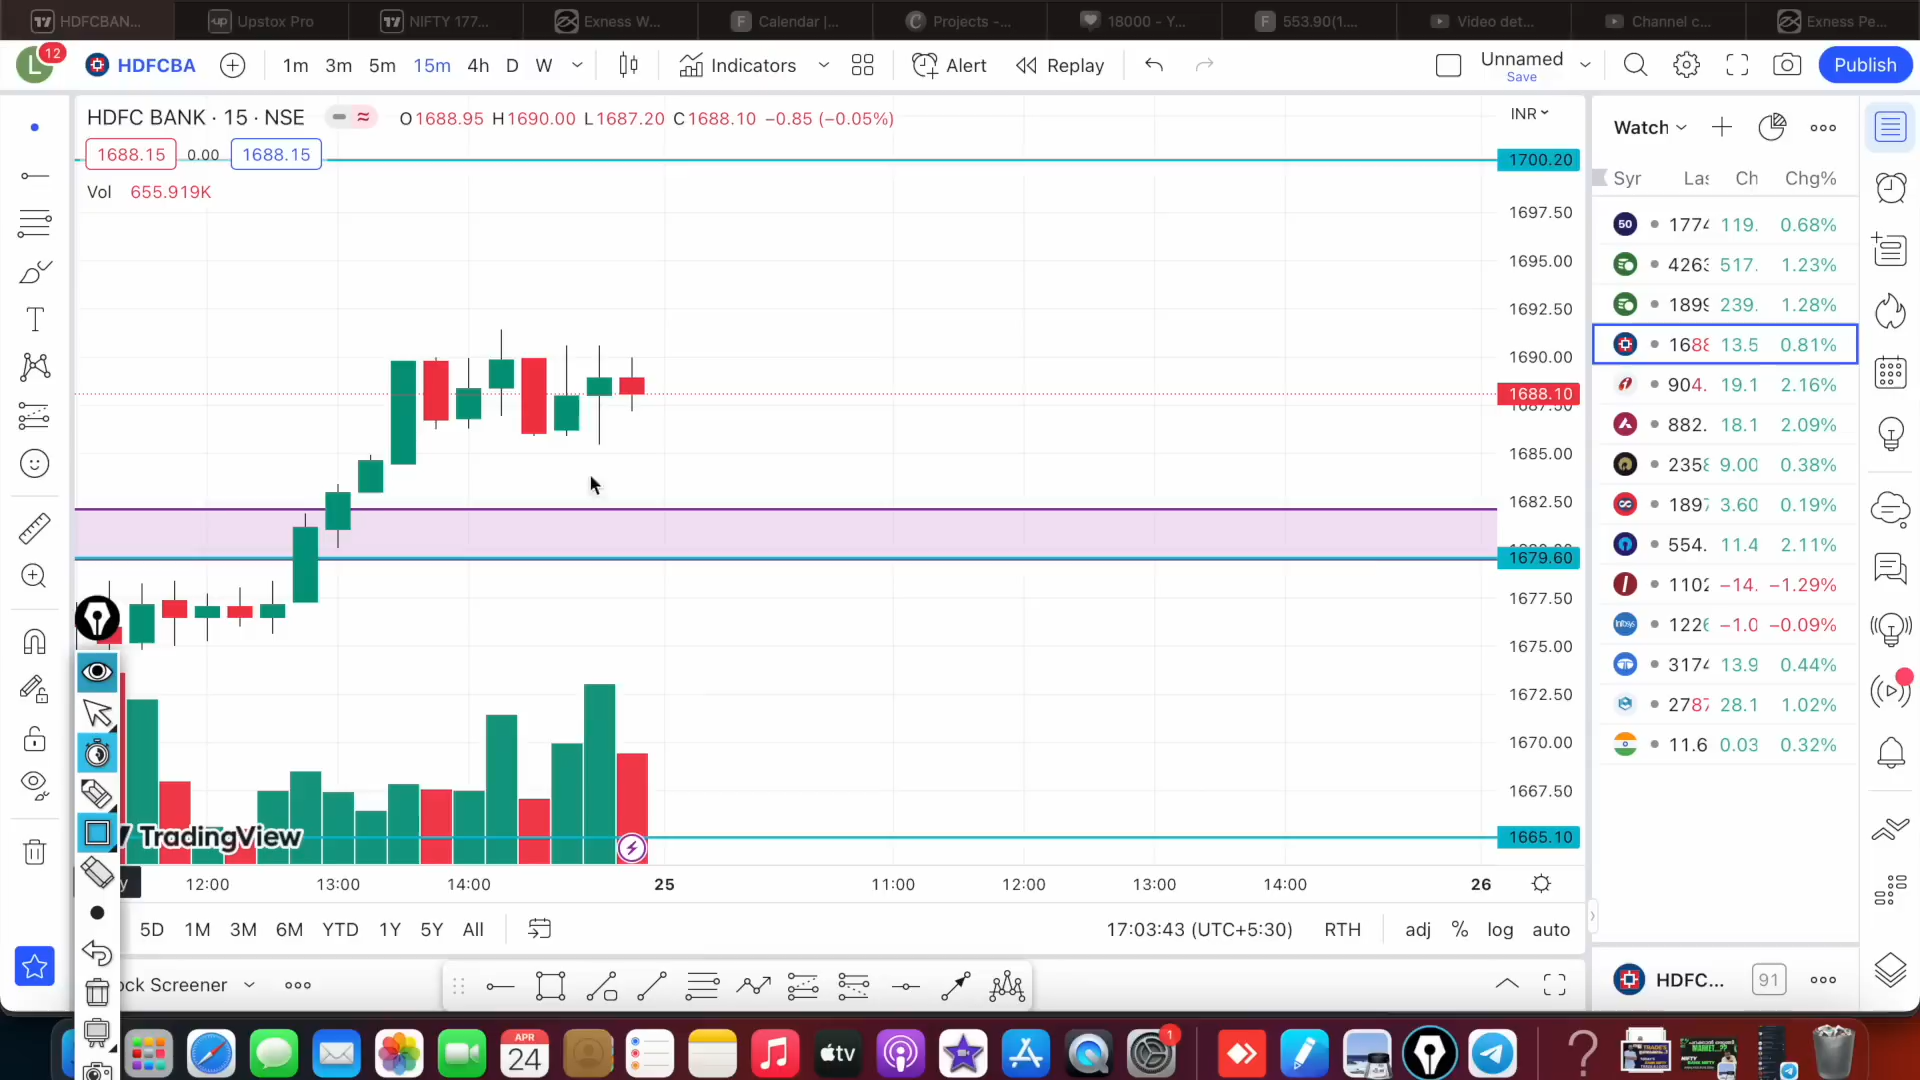 HDFCBAN...
Upstox Pro
NIFTY 177...
Exness W...
Calendar |...
Projects -...
18000 - Y...
553.90(1....
Video det...
Channel c...
Exness Pe...
L
12
HDFCBA
1m 3m 5m 15m 4h D W
Indicators
Alert
Replay
Unnamed
Save
Publish
HDFC BANK · 15 · NSE
O1688.95 H1690.00 L1687.20 C1688.10 −0.85 (−0.05%)
1688.15 0.00 1688.15
Vol 655.919K
INR
1700.20
1697.50
1695.00
1692.50
1690.00
1688.10
1687.50
1685.00
1682.50
1679.60
1677.50
1675.00
1672.50
1670.00
1667.50
1665.10
Watch
Syr Las Ch Chg%
50 1774 119. 0.68%
4263 517. 1.23%
1899 239. 1.28%
1688 13.5 0.81%
904. 19.1 2.16%
882. 18.1 2.09%
2358 9.00 0.38%
1897 3.60 0.19%
554. 11.4 2.11%
1102 −14. −1.29%
Infosys 1226 −1.0 −0.09%
3174 13.9 0.44%
2787 28.1 1.02%
11.6 0.03 0.32%
TradingView
12:00 13:00 14:00 25 11:00 12:00 13:00 14:00 26
5D 1M 3M 6M YTD 1Y 5Y All
17:03:43 (UTC+5:30) RTH adj % log auto
ock Screener
HDFC... 91
APR
24
tv
1